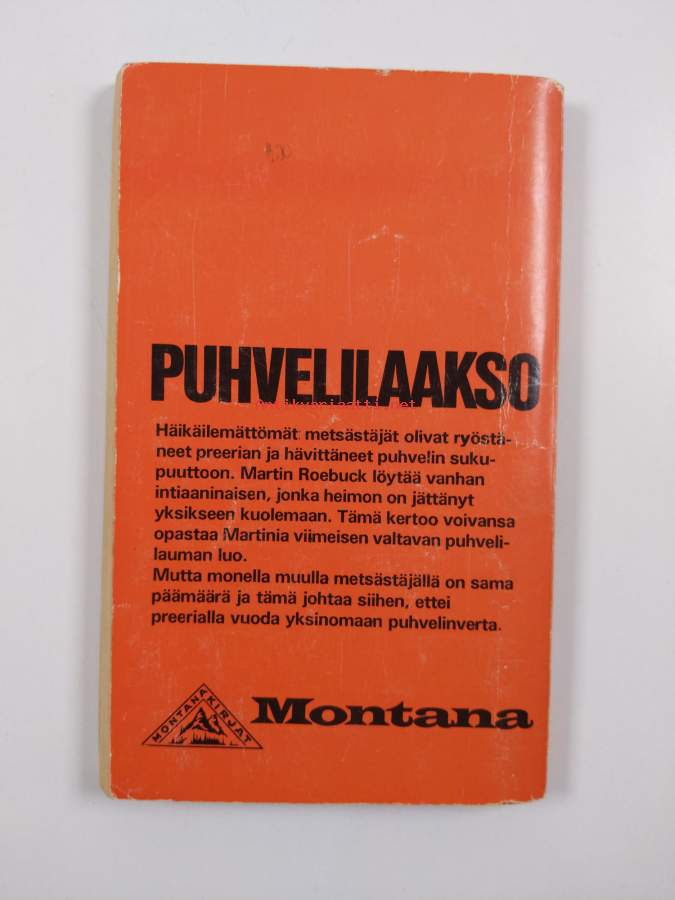 PUHVELILAAKSO
Häikäilemättömät metsästäjät olivat ryöstä-
neet preerian ja hävittäneet puhvelin suku-
puuttoon. Martin Roebuck löytää vanhan
intiaaninaisen, jonka heimon on jättänyt
yksikseen kuolemaan. Tämä kertoo voivansa
opastaa Martinia viimeisen valtavan puhveli-
lauman luo.
Mutta monella muulla metsästäjällä on sama
päämäärä ja tämä johtaa siihen, ettei
preerialla vuoda yksinomaan puhvelinverta.
MONTANA KIRJAT
Montana